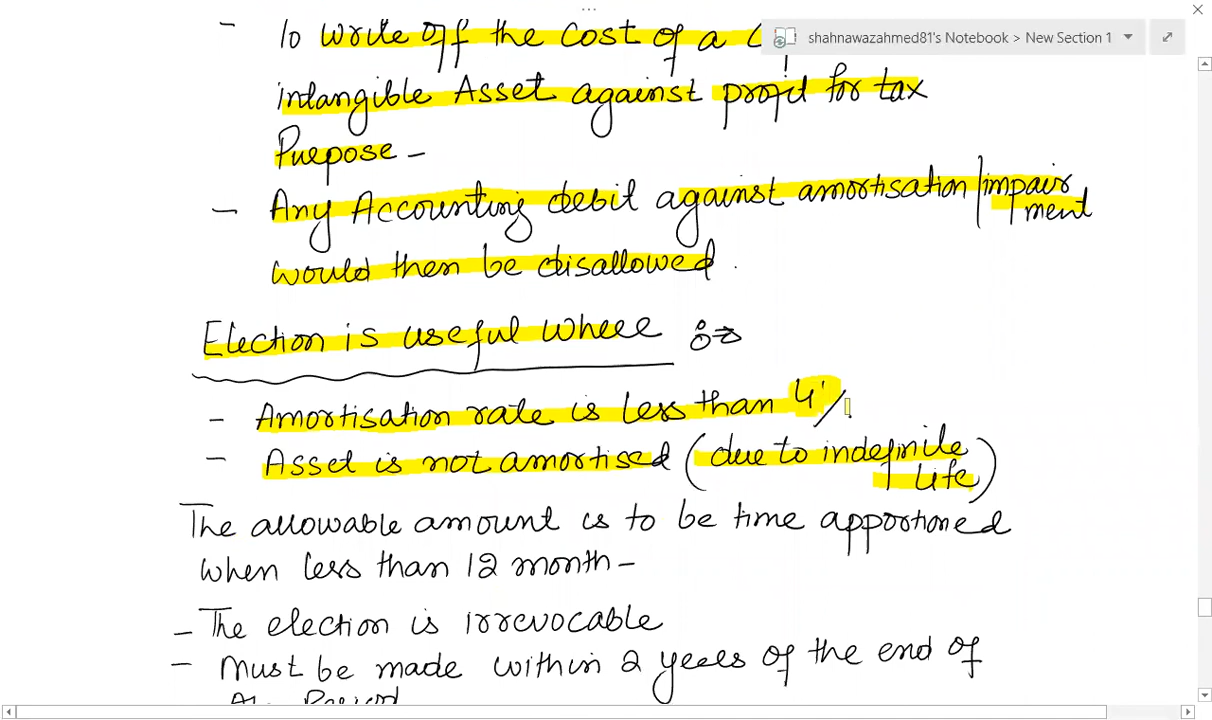 - To write off the cost of a C
shahnawazahmed81's Notebook > New Section 1
intangible Asset against profit for tax
Purpose -
- Any Accounting debit against amortisation/impair
ment
would then be disallowed.
Election is useful where
- Amortisation rate is less than 4%
- Asset is not amortised (due to indefinite
life)
The allowable amount is to be time apportioned
when less than 12 month -
- The election is irrevocable
- Must be made within 2 years of the end of
Period